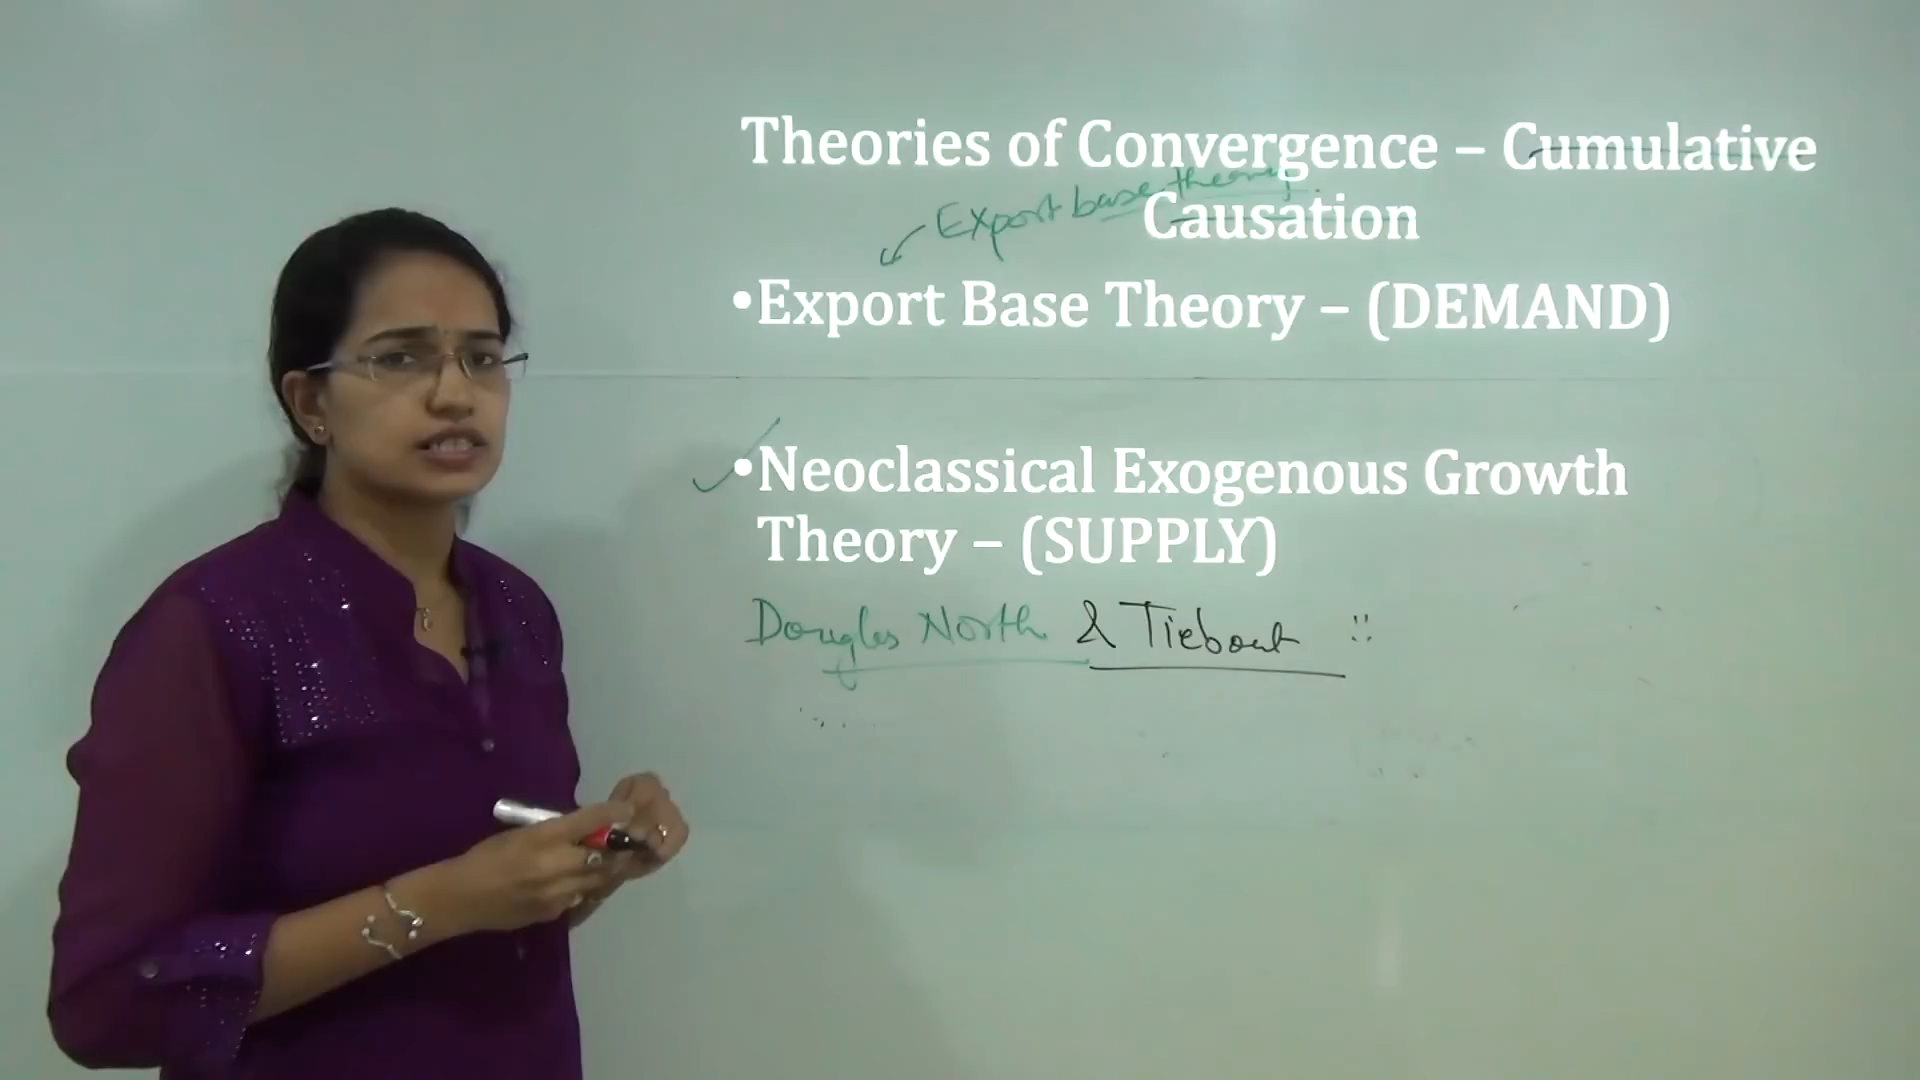 Theories of Convergence – Cumulative
Export base theory
Causation
•Export Base Theory – (DEMAND)
•Neoclassical Exogenous Growth
Theory – (SUPPLY)
Dougles North & Tiebout